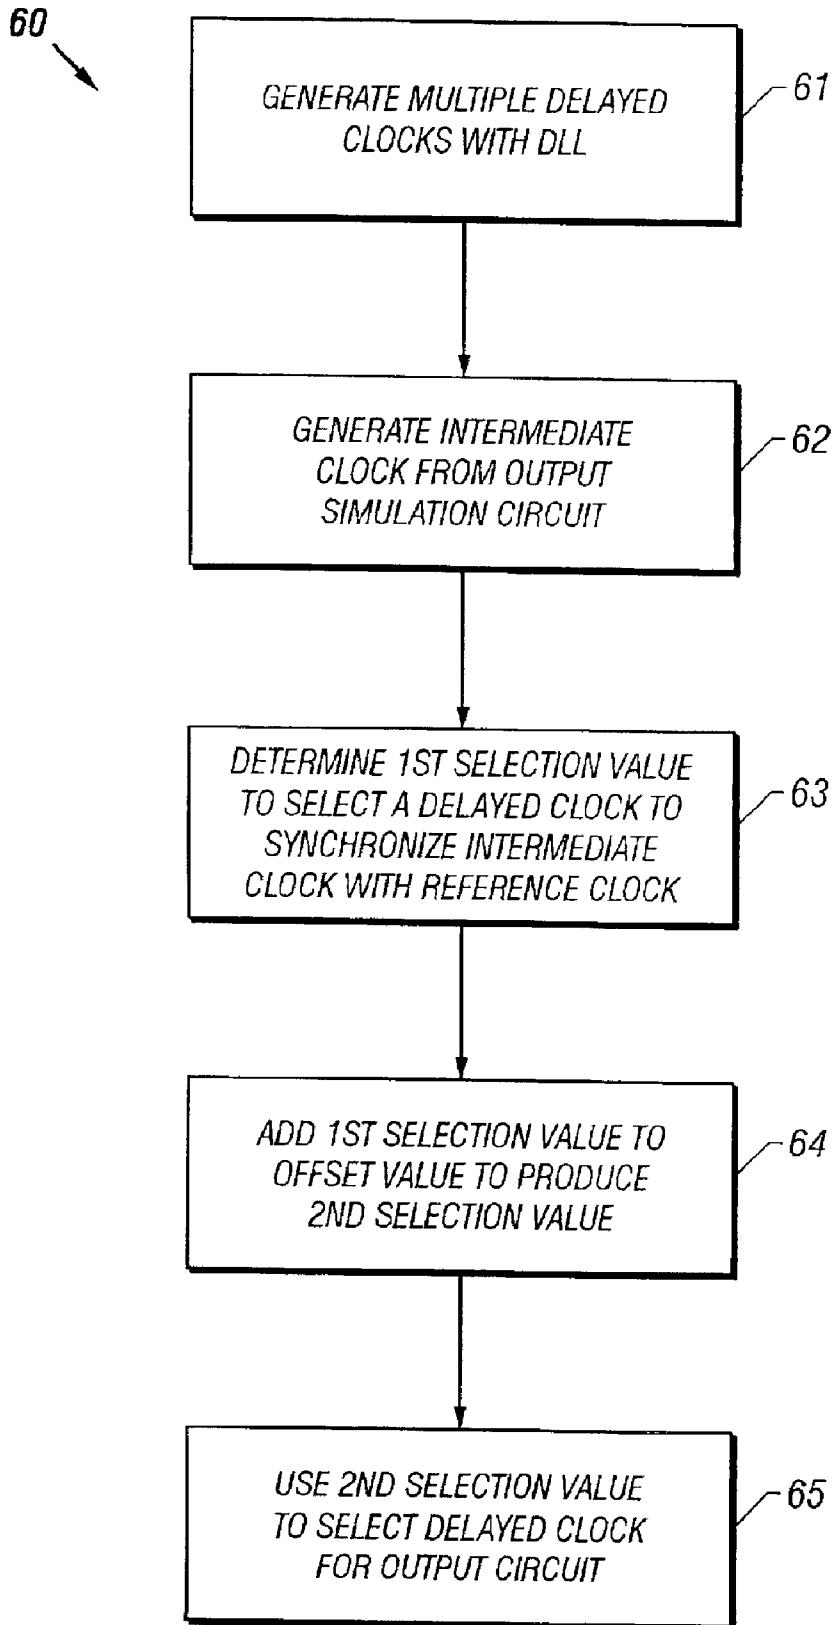 60
GENERATE MULTIPLE DELAYED
CLOCKS WITH DLL
61
GENERATE INTERMEDIATE
CLOCK FROM OUTPUT
SIMULATION CIRCUIT
62
DETERMINE 1ST SELECTION VALUE
TO SELECT A DELAYED CLOCK TO
SYNCHRONIZE INTERMEDIATE
CLOCK WITH REFERENCE CLOCK
63
ADD 1ST SELECTION VALUE TO
OFFSET VALUE TO PRODUCE
2ND SELECTION VALUE
64
USE 2ND SELECTION VALUE
TO SELECT DELAYED CLOCK
FOR OUTPUT CIRCUIT
65